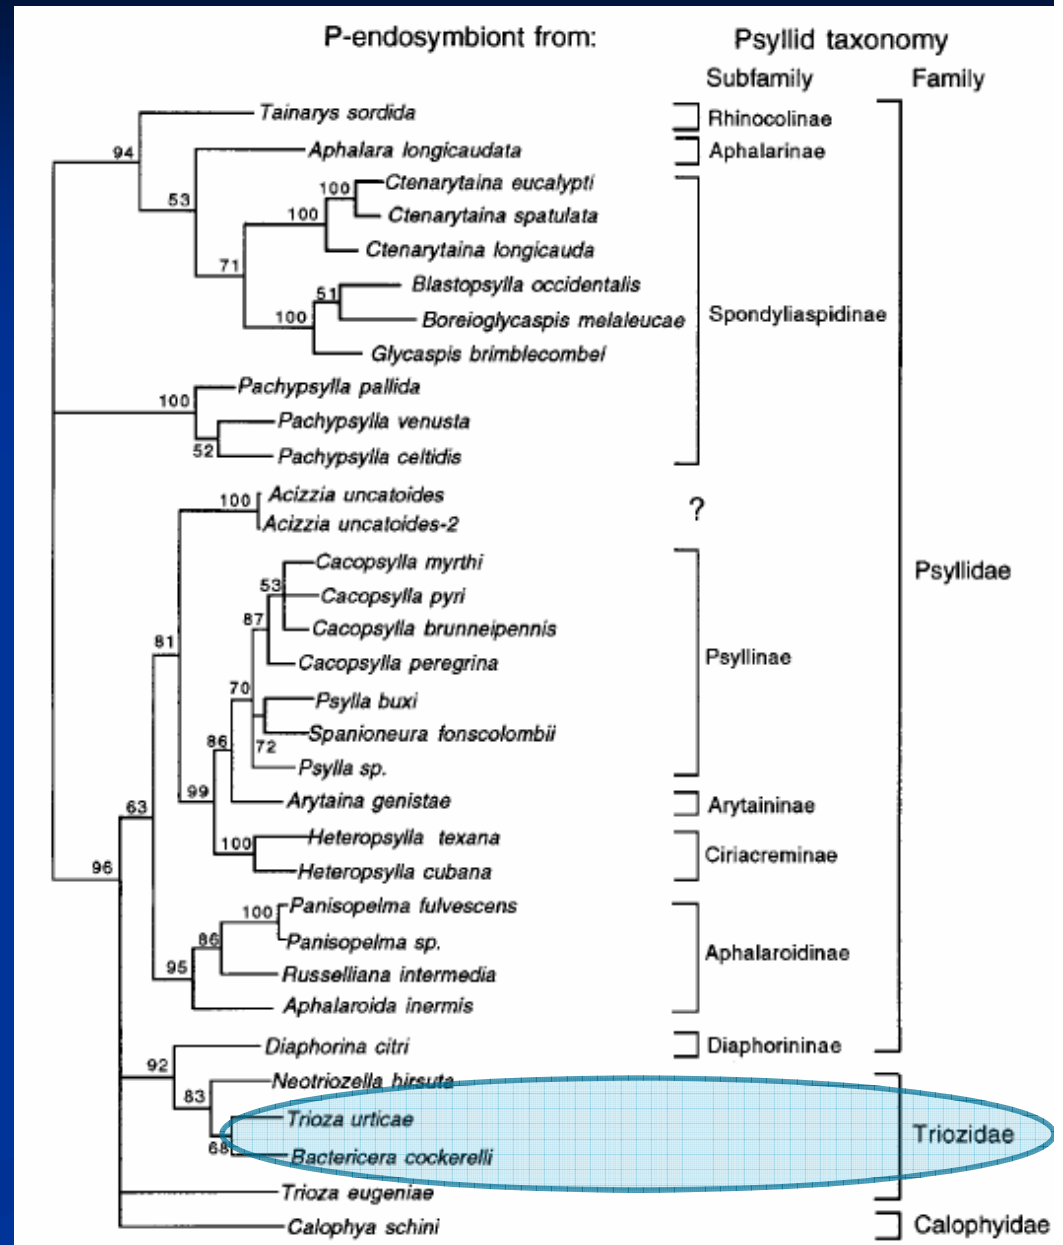 P-endosymbiont from: Psyllid taxonomy
Subfamily Family
Tainarys sordida Rhinocolinae
94 Aphalara longicaudata Aphalarinae
100 Ctenarytaina eucalypti
53 100 Ctenarytaina spatulata
Ctenarytaina longicauda
71 51 Blastopsylla occidentalis
100 Boreioglycaspis melaleucae Spondyliaspidinae
Glycaspis brimblecombei
Pachypsylla pallida
100 Pachypsylla venusta
52 Pachypsylla celtidis
100 Acizzia uncatoides ?
Acizzia uncatoides-2
Cacopsylla myrthi Psyllidae
53 Cacopsylla pyri
87 Cacopsylla brunneipennis
81 Cacopsylla peregrina Psyllinae
70 Psylla buxi
86 72 Spanioneura fonscolombii
Psylla sp.
99 Arytaina genistae Arytaininae
63 100 Heteropsylla texana Ciriacreminae
96 Heteropsylla cubana
100 Panisopelma fulvescens
86 Panisopelma sp. Aphalaroidinae
95 Russelliana intermedia
Aphalaroida inermis
Diaphorina citri Diaphorininae
92 Neotriozella hirsuta
83 Trioza urticae Triozidae
68 Bactericera cockerelli
Trioza eugeniae
Calophya schini Calophyidae